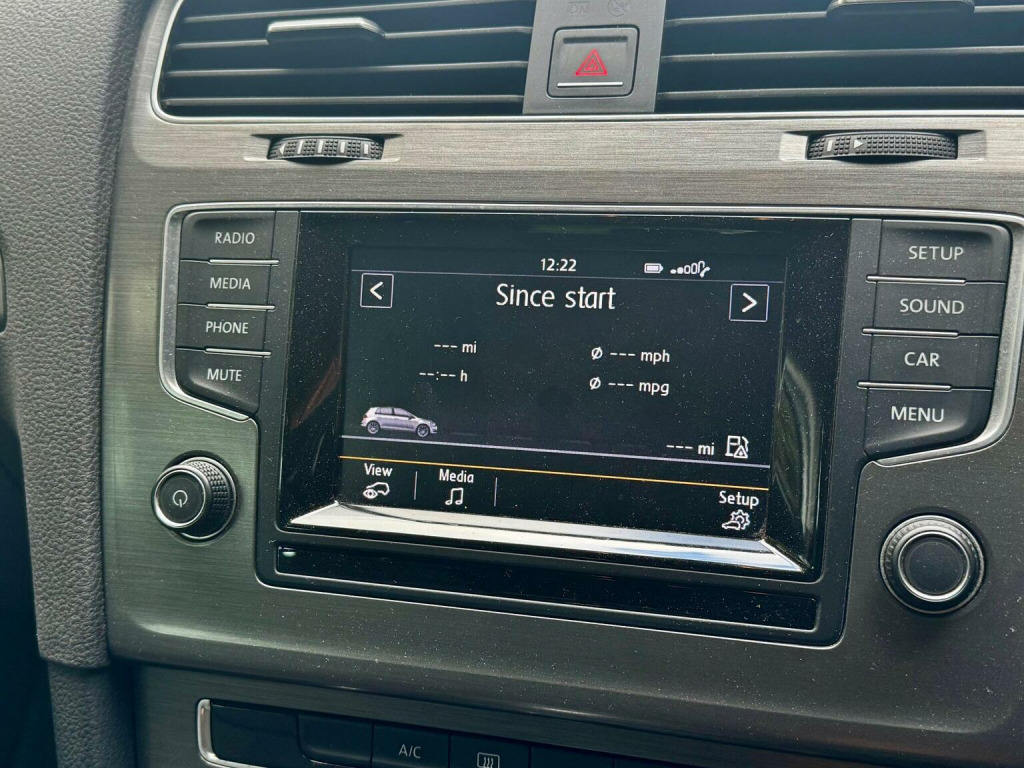 RADIO
MEDIA
PHONE
MUTE
12:22
Since start
--- mi
--:-- h
Ø --- mph
Ø --- mpg
--- mi
View
Media
Setup
SETUP
SOUND
CAR
MENU
A/C